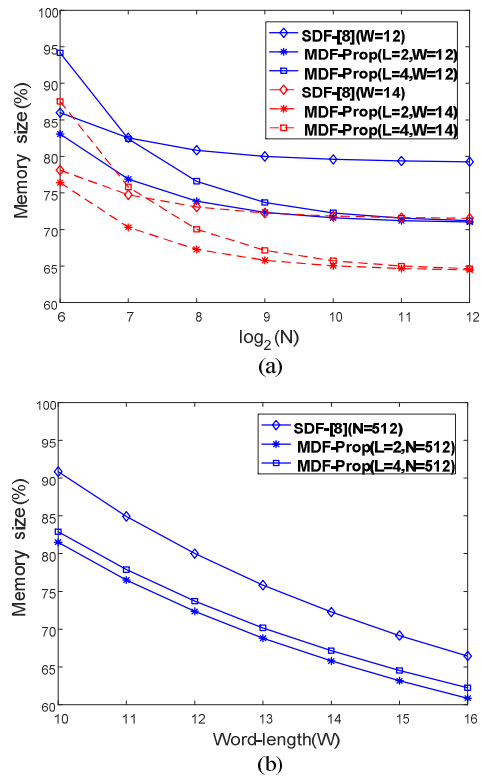 100
95
90
85
80
75
70
65
60
Memory size(%)
6 7 8 9 10 11 12
log2(N)
SDF-[8](W=12)
MDF-Prop(L=2,W=12)
MDF-Prop(L=4,W=12)
SDF-[8](W=14)
MDF-Prop(L=2,W=14)
MDF-Prop(L=4,W=14)
(a)
100
95
90
85
80
75
70
65
60
Memory size(%)
10 11 12 13 14 15 16
Word-length(W)
SDF-[8](N=512)
MDF-Prop(L=2,N=512)
MDF-Prop(L=4,N=512)
(b)